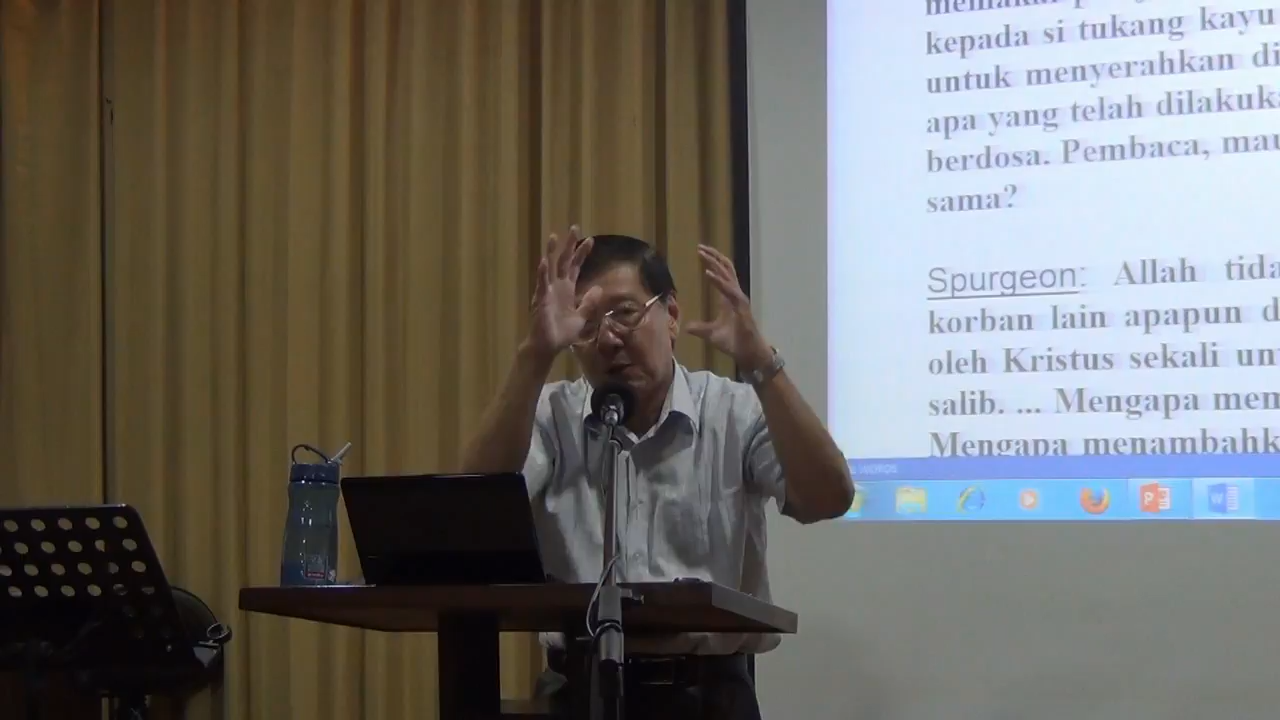 kepada si tukang kayu
untuk menyerahkan di
apa yang telah dilakuka
berdosa. Pembaca, mau
sama?
Spurgeon: Allah tida
korban lain apapun d
oleh Kristus sekali un
salib. ... Mengapa men
Mengapa menambahk